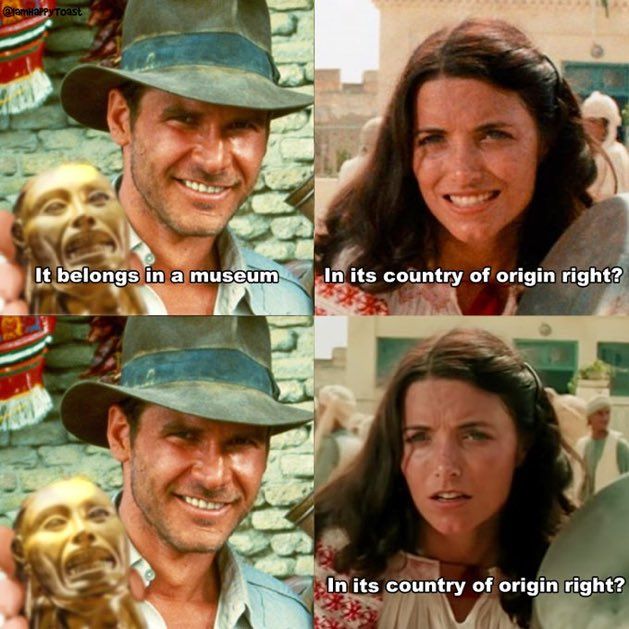 @IamHappyToast
It belongs in a museum
In its country of origin right?
In its country of origin right?